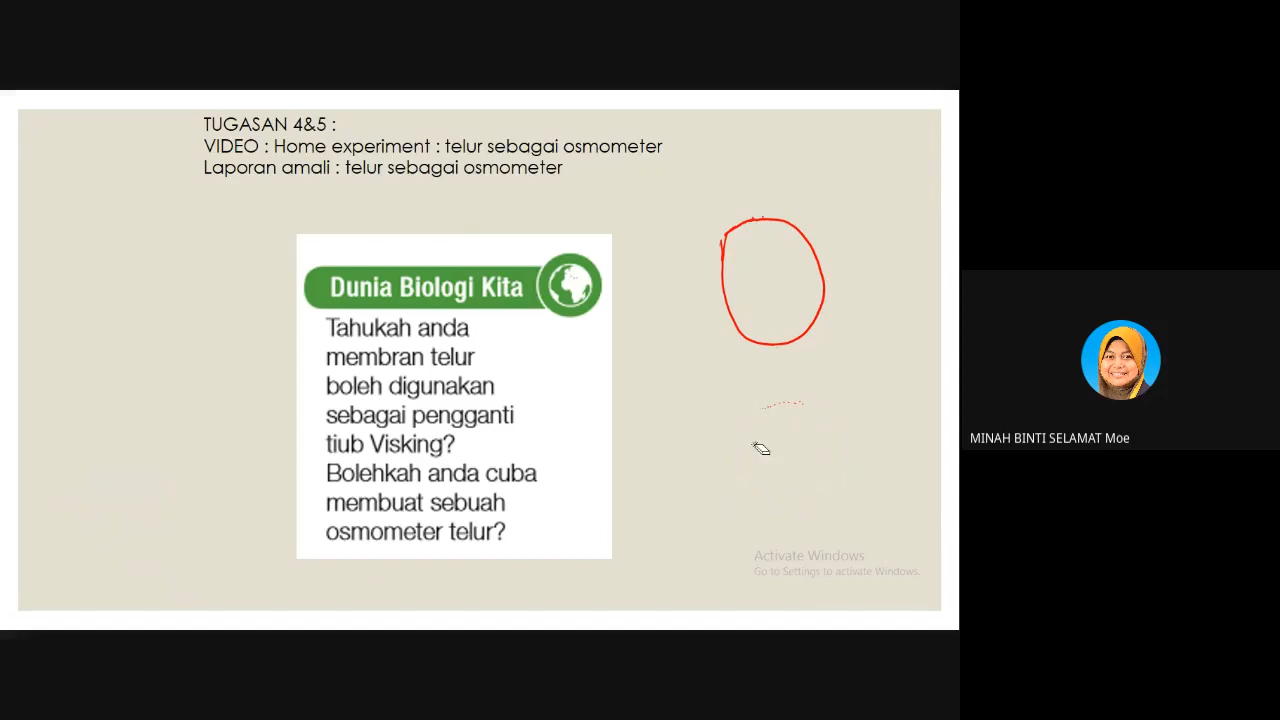 TUGASAN 4&5 :
VIDEO : Home experiment : telur sebagai osmometer
Laporan amali : telur sebagai osmometer
Dunia Biologi Kita
Tahukah anda
membran telur
boleh digunakan
sebagai pengganti
tiub Visking?
Bolehkah anda cuba
membuat sebuah
osmometer telur?
Activate Windows
Go to Settings to activate Windows.
MINAH BINTI SELAMAT Moe